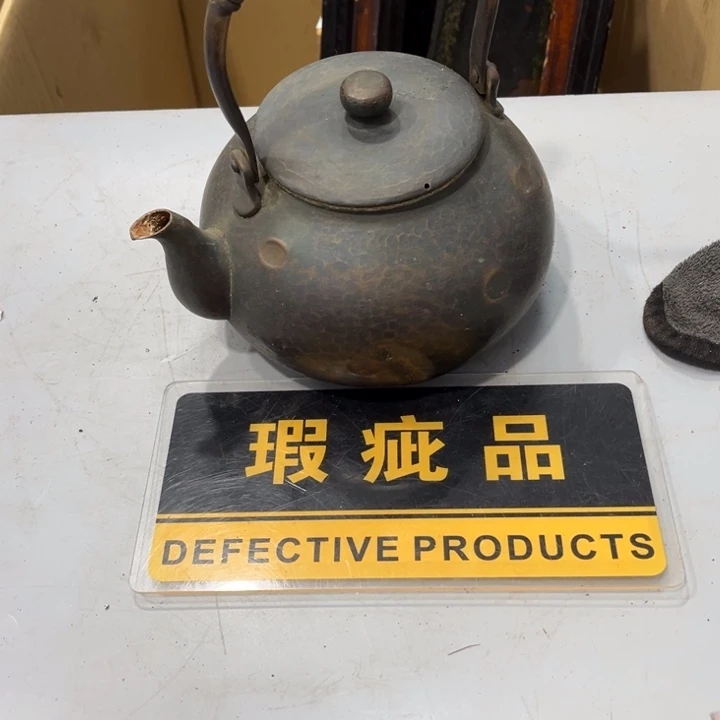 瑕疵品
DEFECTIVE PRODUCTS